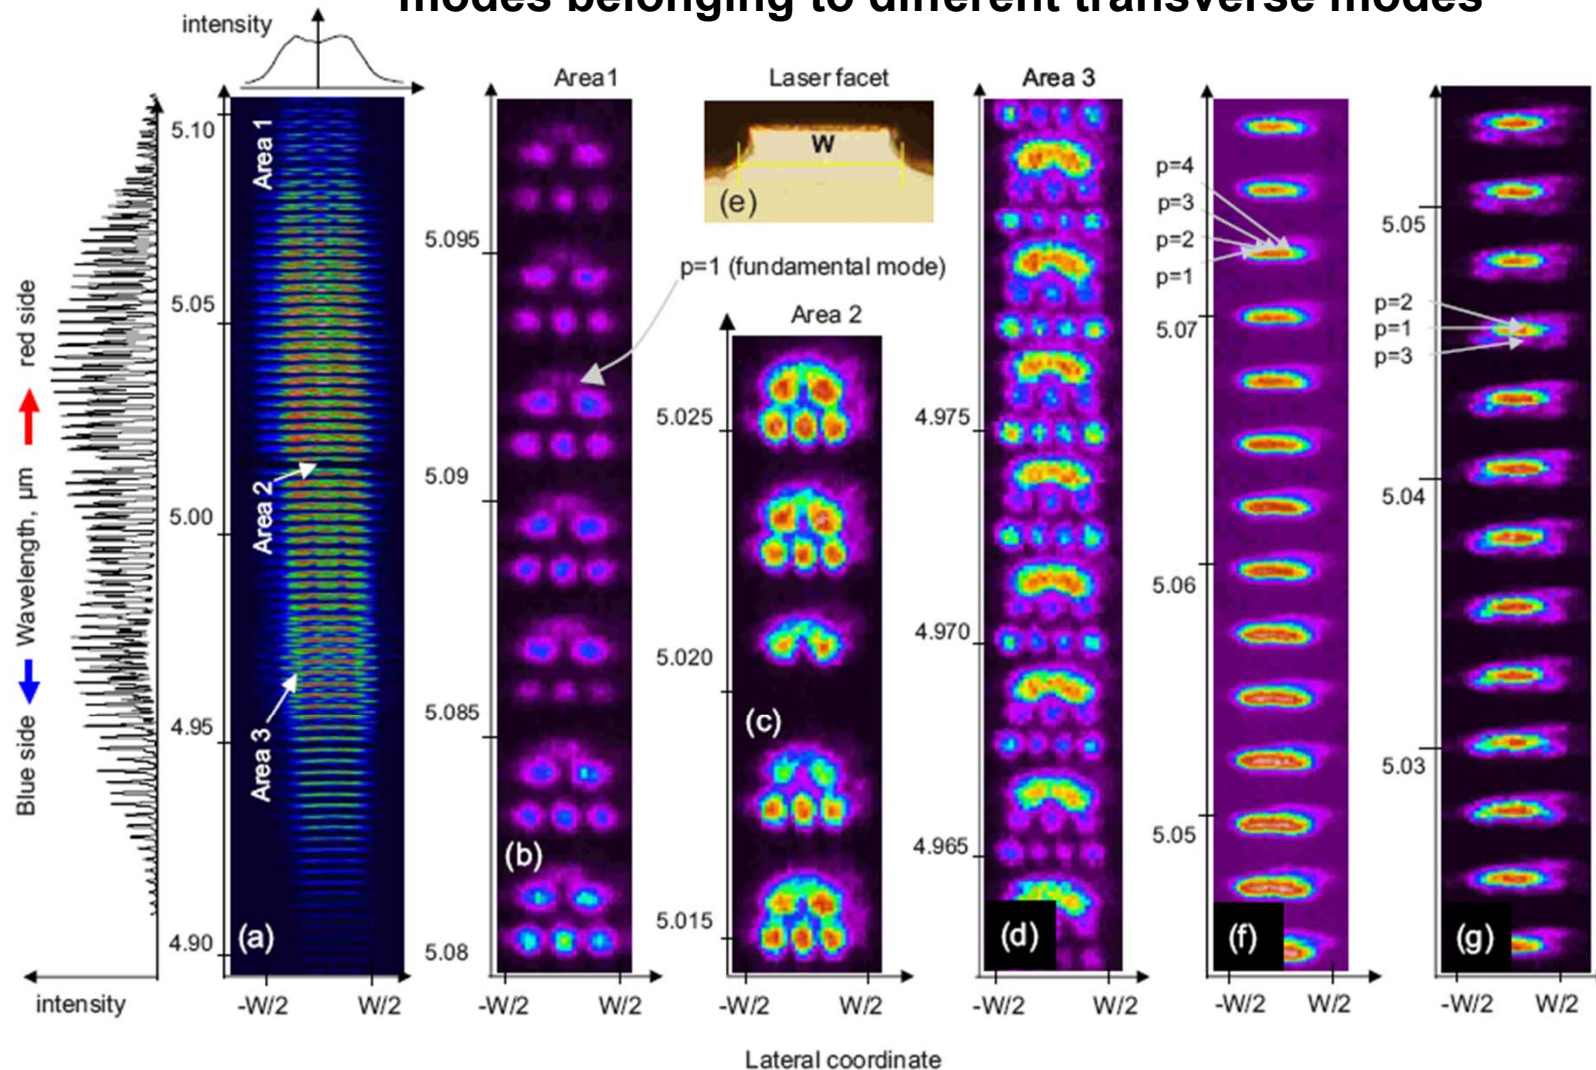 modes belonging to different transverse modes
intensity
Area1
Laser facet
Area 3
5.10
Area 1
W
(e)
p=4
p=3
p=2
p=1
5.095
p=1 (fundamental mode)
5.05
5.07
5.05
p=2
p=1
p=3
Area 2
Blue side
Wavelength, µm
red side
5.025
4.975
5.09
5.00
Area 2
5.04
5.06
4.970
5.020
5.085
4.95
Area 3
(c)
5.03
5.05
4.965
(b)
5.015
4.90
(a)
5.08
(d)
(f)
(g)
intensity
-W/2
W/2
-W/2
W/2
-W/2
W/2
-W/2
W/2
-W/2
W/2
-W/2
W/2
Lateral coordinate